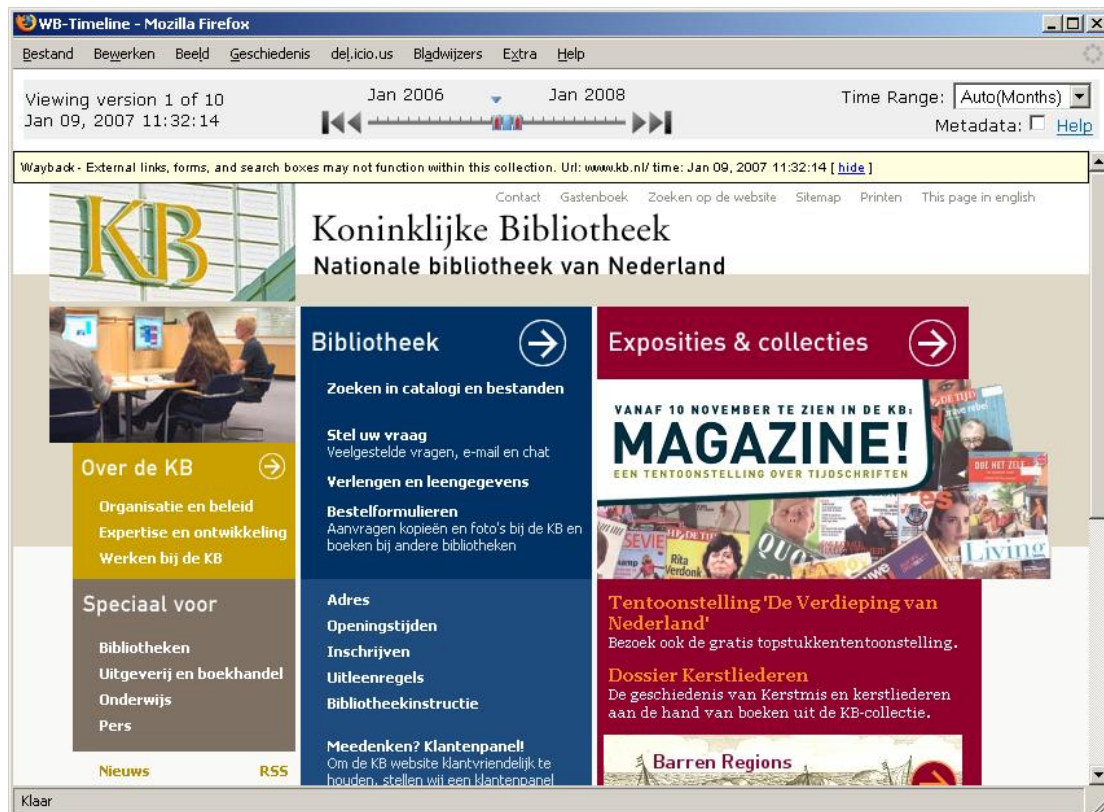 WB-Timeline - Mozilla Firefox
Bestand Bewerken Beeld Geschiedenis del.icio.us Bladwijzers Extra Help
Viewing version 1 of 10
Jan 09, 2007 11:32:14
Jan 2006 Jan 2008
Time Range: Auto(Months)
Metadata: Help
Wayback - External links, forms, and search boxes may not function within this collection. Url: www.kb.nl/ time: Jan 09, 2007 11:32:14 [ hide ]
Contact Gastenboek Zoeken op de website Sitemap Printen This page in english
KB
Koninklijke Bibliotheek
Nationale bibliotheek van Nederland
Over de KB
Organisatie en beleid
Expertise en ontwikkeling
Werken bij de KB
Speciaal voor
Bibliotheken
Uitgeverij en boekhandel
Onderwijs
Pers
Nieuws RSS
Bibliotheek
Zoeken in catalogi en bestanden
Stel uw vraag
Veelgestelde vragen, e-mail en chat
Verlengen en leengegevens
Bestelformulieren
Aanvragen kopieën en foto's bij de KB en
boeken bij andere bibliotheken
Adres
Openingstijden
Inschrijven
Uitleenregels
Bibliotheekinstructie
Meedenken? Klantenpanel!
Om de KB website klantvriendelijk te
houden, stellen wij een klantenpanel
Exposities & collecties
VANAF 10 NOVEMBER TE ZIEN IN DE KB:
MAGAZINE!
EEN TENTOONSTELLING OVER TIJDSCHRIFTEN
DE TIJD
DOE HET ZELF
SEVIE
Rita
Verdonk
QUO
Living
Tentoonstelling 'De Verdieping van
Nederland'
Bezoek ook de gratis topstukkententoonstelling.
Dossier Kerstliederen
De geschiedenis van Kerstmis en kerstliederen
aan de hand van boeken uit de KB-collectie.
Barren Regions
Klaar